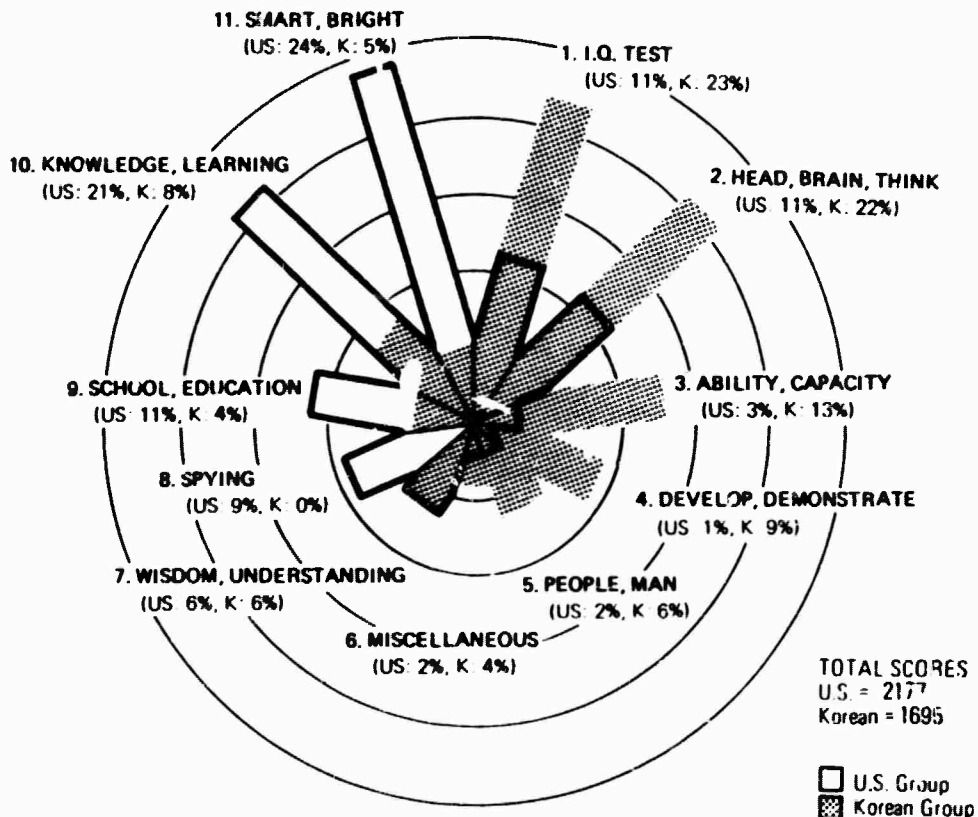 11. SMART, BRIGHT
(US: 24%, K: 5%)
1. I.Q. TEST
(US: 11%, K: 23%)
10. KNOWLEDGE, LEARNING
(US: 21%, K: 8%)
2. HEAD, BRAIN, THINK
(US: 11%, K: 22%)
9. SCHOOL, EDUCATION
(US: 11%, K: 4%)
3. ABILITY, CAPACITY
(US: 3%, K: 13%)
8. SPYING
(US: 9%, K: 0%)
4. DEVELOP, DEMONSTRATE
(US 1%, K: 9%)
7. WISDOM, UNDERSTANDING
(US: 6%, K: 6%)
5. PEOPLE, MAN
(US: 2%, K: 6%)
6. MISCELLANEOUS
(US: 2%, K: 4%)
TOTAL SCORES
U.S. = 2177
Korean = 1695
U.S. Group
Korean Group